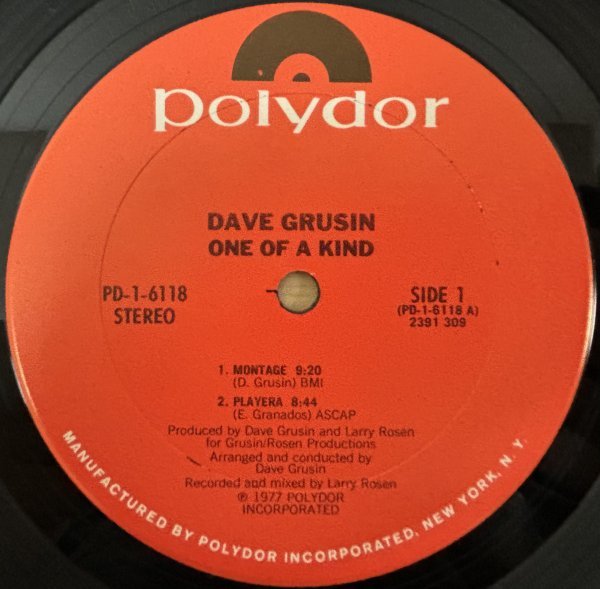 polydor
DAVE GRUSIN
ONE OF A KIND
PD-1-6118
STEREO
SIDE 1
(PD-1-6118 A)
2391 309
1. MONTAGE 9:20
(D. Grusin) BMI
2. PLAYERA 8:44
(E. Granados) ASCAP
Produced by Dave Grusin and Larry Rosen
for Grusin/Rosen Productions
Arranged and conducted by
Dave Grusin
Recorded and mixed by Larry Rosen
℗ 1977 POLYDOR
INCORPORATED
MANUFACTURED BY POLYDOR INCORPORATED, NEW YORK, N.Y.